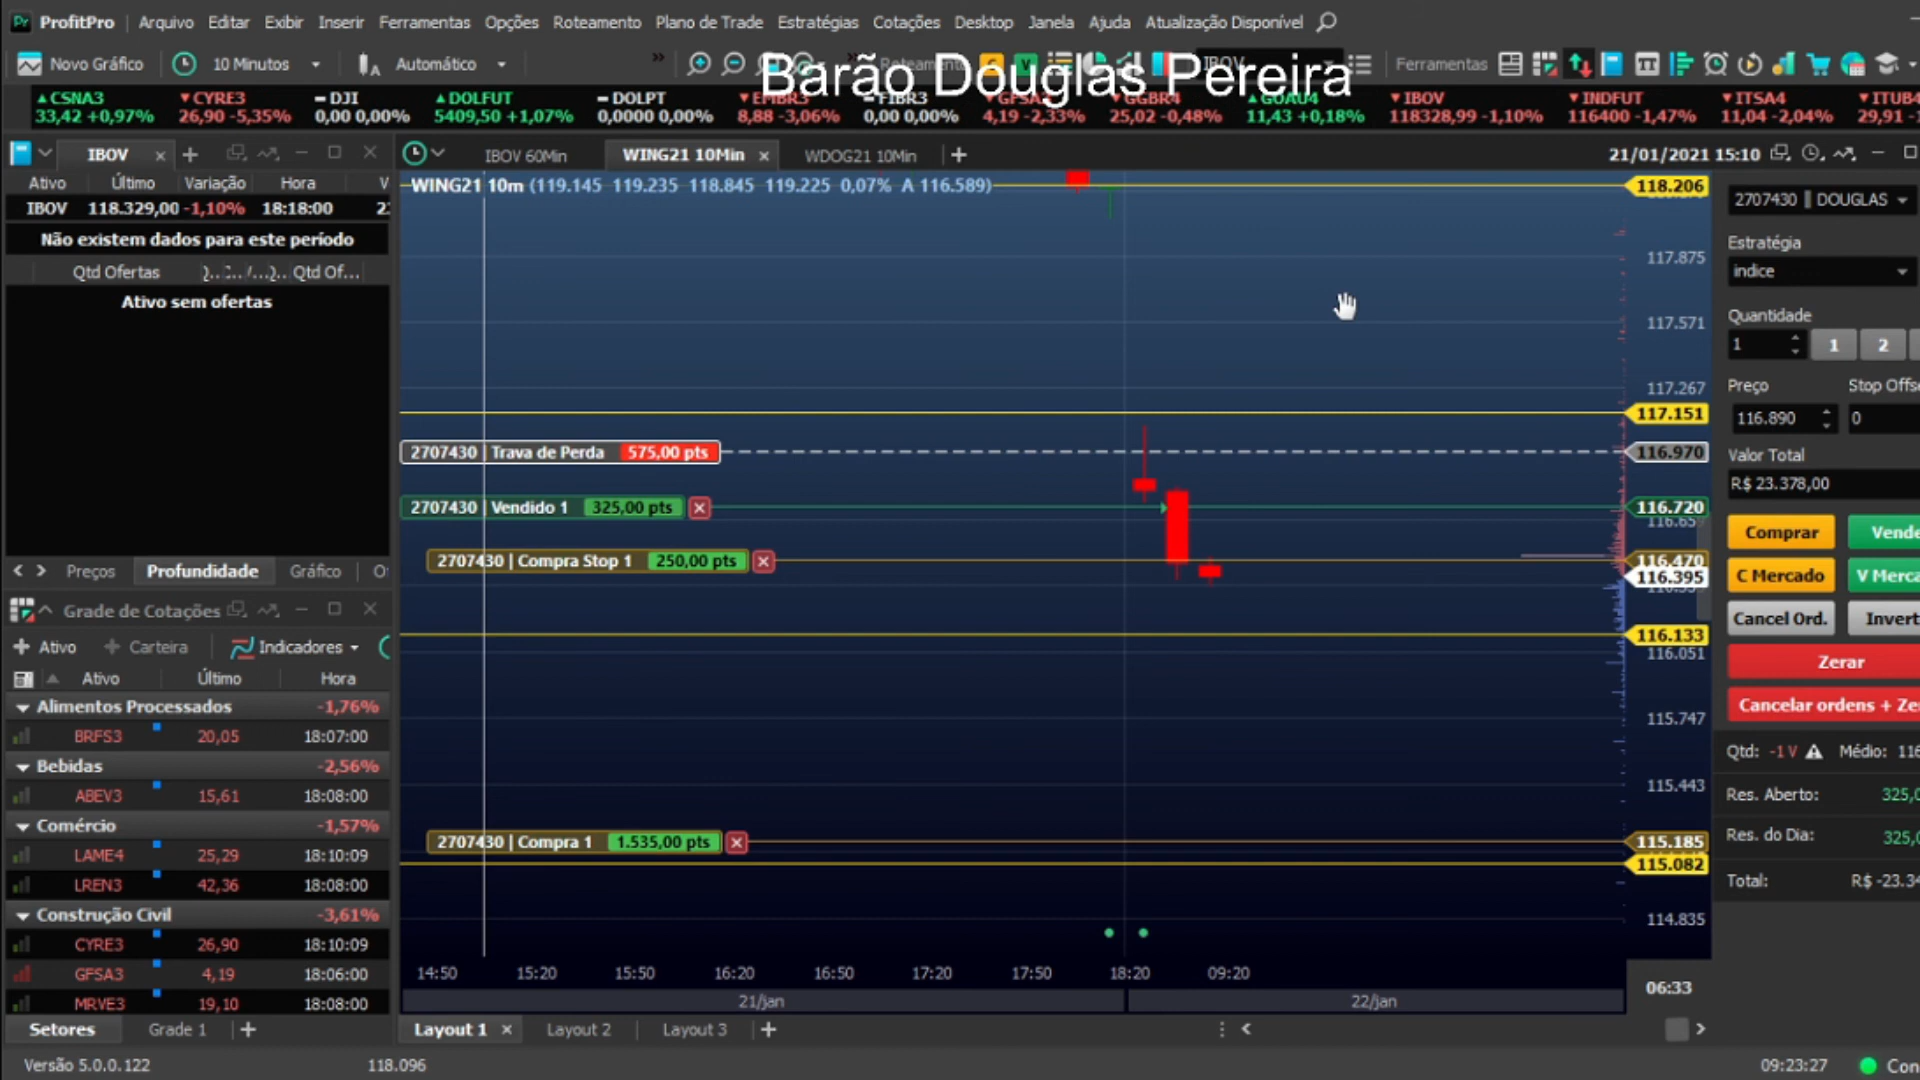 ProfitPro Arquivo Editar Exibir Inserir Ferramentas Opções Roteamento Plano de Trade Estratégias Cotações Desktop Janela Ajuda Atualização Disponível
Novo Gráfico 10 Minutos Automático » IBOV Ferramentas
Barão Douglas Pereira
CSNA3 CYRE3 DJI DOLFUT DOLPT EMBR3 FIBR3 GFSA3 GGBR4 GOAU4 IBOV INDFUT ITSA4 ITUB4
33,42 +0,97% 26,90 -5,35% 0,00 0,00% 5409,50 +1,07% 0,0000 0,00% 8,88 -3,06% 0,00 0,00% 4,19 -2,33% 25,02 -0,48% 11,43 +0,18% 118328,99 -1,10% 116400 -1,47% 11,04 -2,04% 29,91
IBOV
Ativo Último Variação Hora V
IBOV 118.329,00 -1,10% 18:18:00
Não existem dados para este período
Qtd Ofertas Qtd Of...
Ativo sem ofertas
Preços Profundidade Gráfico
Grade de Cotações
Ativo Carteira Indicadores
Ativo Último Hora
Alimentos Processados -1,76%
BRFS3 20,05 18:07:00
Bebidas -2,56%
ABEV3 15,61 18:08:00
Comércio -1,57%
LAME4 25,29 18:10:09
LREN3 42,36 18:08:00
Construção Civil -3,61%
CYRE3 26,90 18:10:09
GFSA3 4,19 18:06:00
MRVE3 19,10 18:08:00
Setores Grade 1
IBOV 60Min WING21 10Min WDOG21 10Min 21/01/2021 15:10
WING21 10m (119.145 119.235 118.845 119.225 0,07% A 116.589)
118.206
117.875
117.571
117.267
117.151
2707430 | Trava de Perda 575,00 pts 116.970
2707430 | Vendido 1 325,00 pts 116.720
2707430 | Compra Stop 1 250,00 pts 116.470
116.395
116.133
116.051
115.747
115.443
2707430 | Compra 1 1.535,00 pts 115.185
115.082
114.835
14:50 15:20 15:50 16:20 16:50 17:20 17:50 18:20 09:20
06:33
21/jan 22/jan
Layout 1 Layout 2 Layout 3
2707430 DOUGLAS
Estratégia
indice
Quantidade
1 1 2
Preço Stop
116.890 0
Valor Total
R$ 23.378,00
Comprar
C Mercado
Cancel Ord.
Zerar
Cancelar ordens +
Qtd: -1 V Médio:
Res. Aberto:
Res. do Dia:
Total:
Versão 5.0.0.122 118.096 09:23:27